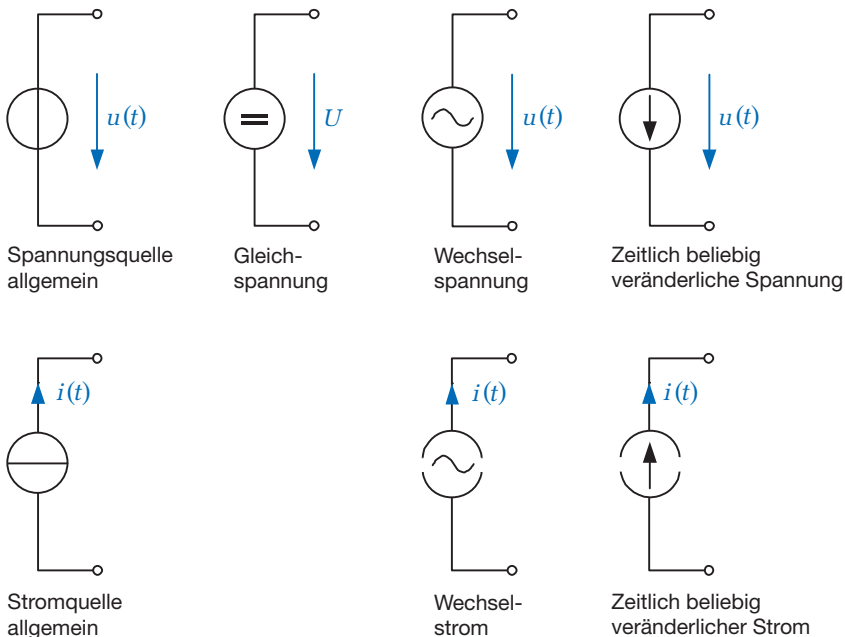 u(t)
U
u(t)
u(t)
Spannungsquelle
allgemein
Gleich-
spannung
Wechsel-
spannung
Zeitlich beliebig
veränderliche Spannung
i(t)
i(t)
i(t)
Stromquelle
allgemein
Wechsel-
strom
Zeitlich beliebig
veränderlicher Strom